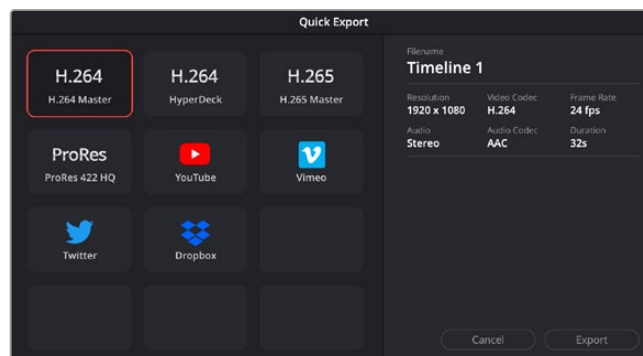 Quick Export
H.264
H.264 Master
H.264
HyperDeck
H.265
H.265 Master
ProRes
ProRes 422 HQ
YouTube
Vimeo
Twitter
Dropbox
Filename
Timeline 1
Resolution Video Codec Frame Rate
1920 x 1080 H.264 24 fps
Audio Audio Codec Duration
Stereo AAC 32s
Cancel Export